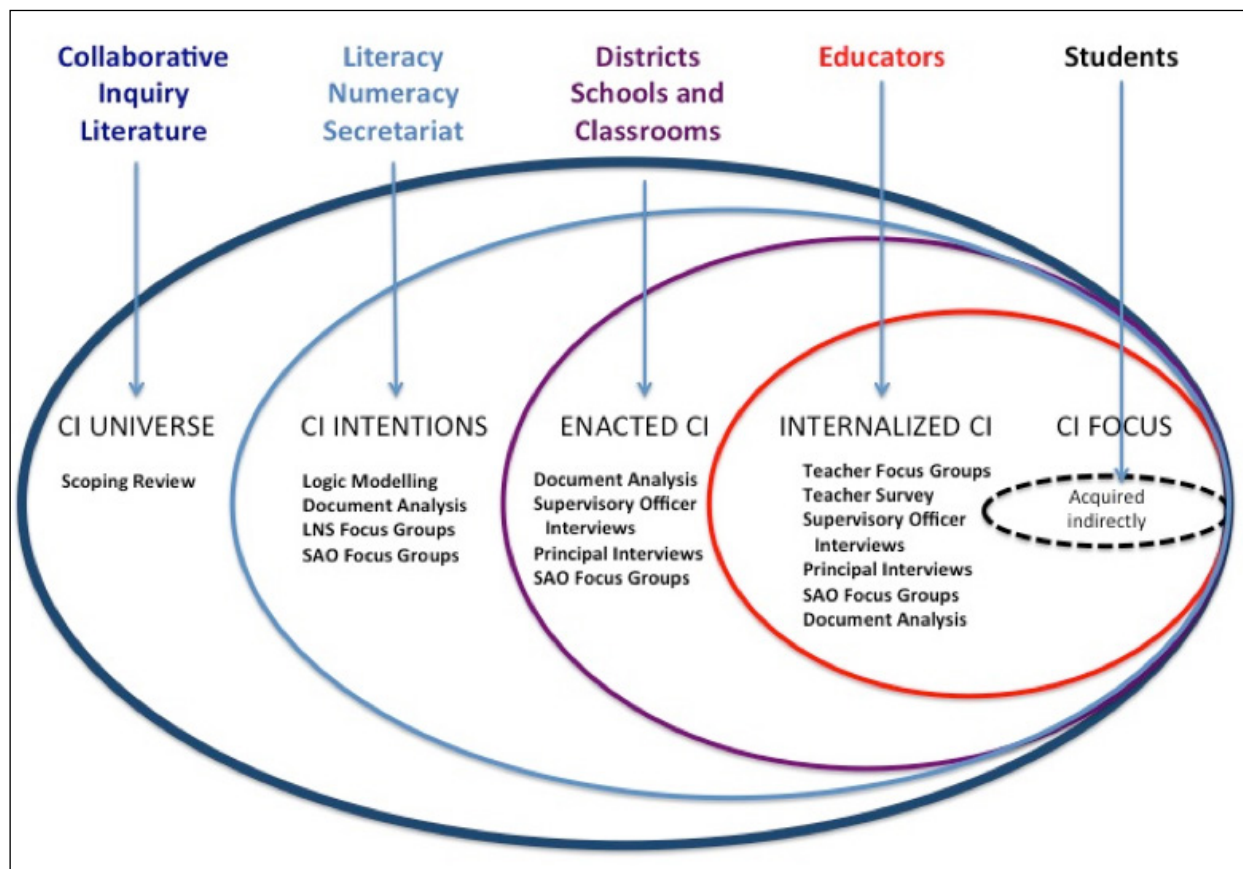 Collaborative
Inquiry
Literature
Literacy
Numeracy
Secretariat
Districts
Schools and
Classrooms
Educators
Students
CI UNIVERSE
Scoping Review
CI INTENTIONS
Logic Modelling
Document Analysis
LNS Focus Groups
SAO Focus Groups
ENACTED CI
Document Analysis
Supervisory Officer
Interviews
Principal Interviews
SAO Focus Groups
INTERNALIZED CI
Teacher Focus Groups
Teacher Survey
Supervisory Officer
Interviews
Principal Interviews
SAO Focus Groups
Document Analysis
CI FOCUS
Acquired
indirectly